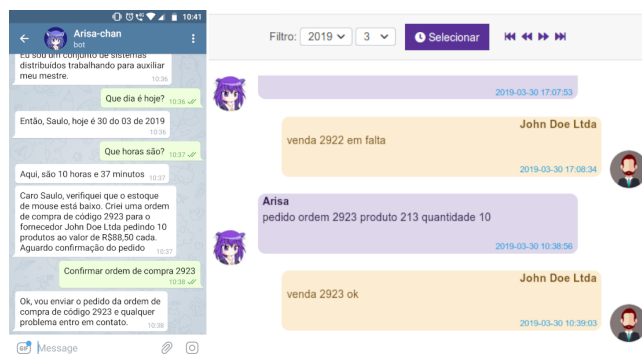 10:41
Arisa-chan
bot
Eu sou um conjunto de sistemas
distribuídos trabalhando para auxiliar
meu mestre.
10:36
Que dia é hoje? 10:36
Então, Saulo, hoje é 30 do 03 de 2019
10:36
Que horas são? 10:37
Aqui, são 10 horas e 37 minutos 10:37
Caro Saulo, verifiquei que o estoque
de mouse está baixo. Criei uma ordem
de compra de código 2923 para o
fornecedor John Doe Ltda pedindo 10
produtos ao valor de R$88,50 cada.
Aguardo confirmação do pedido 10:37
Confirmar ordem de compra 2923
10:38
Ok, vou enviar o pedido da ordem de
compra de código 2923 e qualquer
problema entro em contato. 10:38
GIF Message
Filtro: 2019 3 Selecionar
2019-03-30 17:07:53
John Doe Ltda
venda 2922 em falta
2019-03-30 17:08:34
Arisa
pedido ordem 2923 produto 213 quantidade 10
2019-03-30 10:38:56
John Doe Ltda
venda 2923 ok
2019-03-30 10:39:03